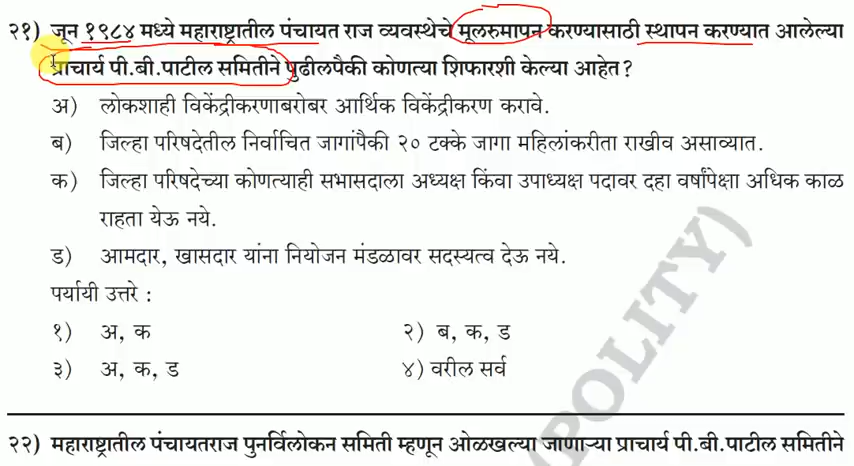 २१) जून १९८४ मध्ये महाराष्ट्रातील पंचायत राज व्यवस्थेचे मूलरुमापन करण्यासाठी स्थापन करण्यात आलेल्या
प्राचार्य पी.बी.पाटील समितीने पुढीलपैकी कोणत्या शिफारशी केल्या आहेत?
अ) लोकशाही विकेंद्रीकरणाबरोबर आर्थिक विकेंद्रीकरण करावे.
ब) जिल्हा परिषदेतील निर्वाचित जागांपैकी २० टक्के जागा महिलांकरीता राखीव असाव्यात.
क) जिल्हा परिषदेच्या कोणत्याही सभासदाला अध्यक्ष किंवा उपाध्यक्ष पदावर दहा वर्षांपेक्षा अधिक काळ
राहता येऊ नये.
ड) आमदार, खासदार यांना नियोजन मंडळावर सदस्यत्व देऊ नये.
पर्यायी उत्तरे :
१) अ, क
२) ब, क, ड
३) अ, क, ड
४) वरील सर्व
(POLITY)
२२) महाराष्ट्रातील पंचायतराज पुनर्विलोकन समिती म्हणून ओळखल्या जाणाऱ्या प्राचार्य पी.बी.पाटील समितीने